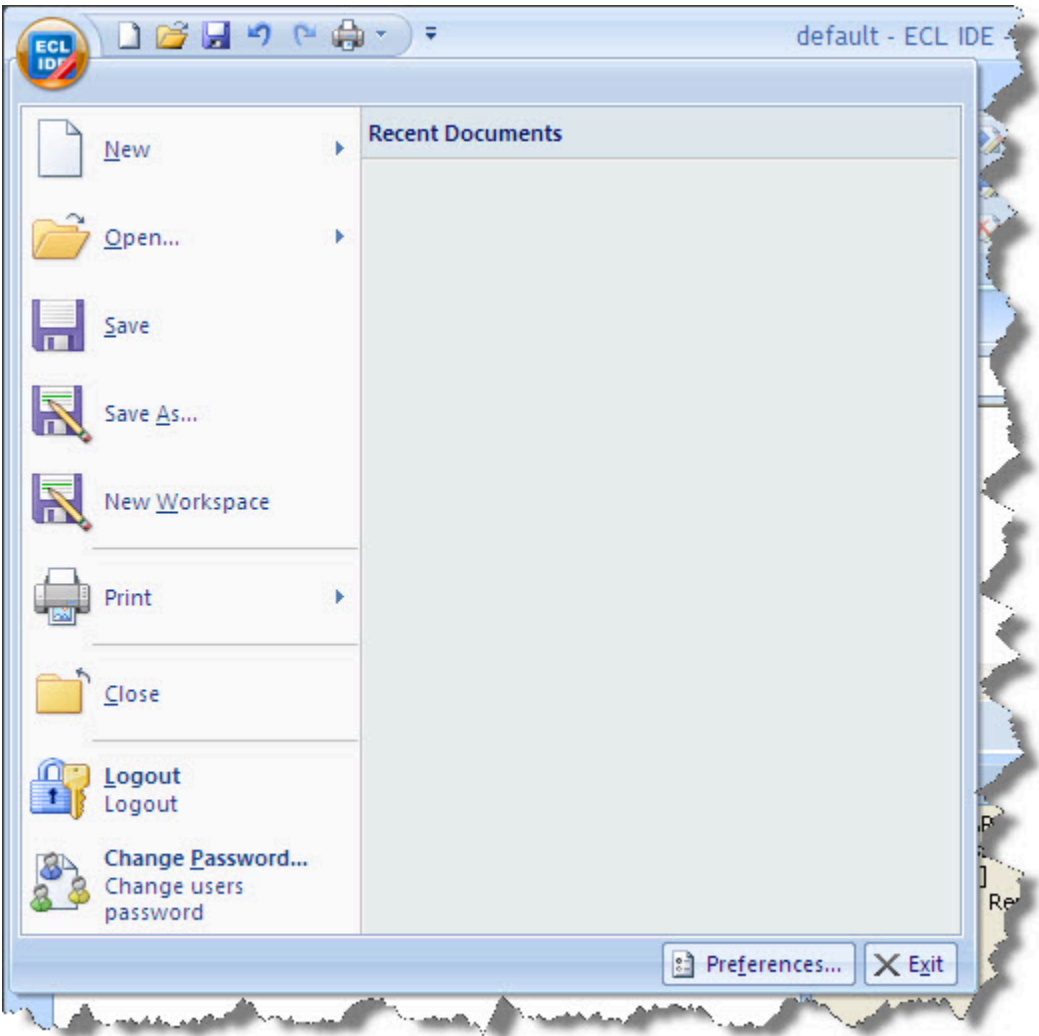 ECL
IDE
default - ECL IDE -
New
Recent Documents
Open...
Save
Save As...
New Workspace
Print
Close
Logout
Logout
Change Password...
Change users
password
Preferences...
Exit